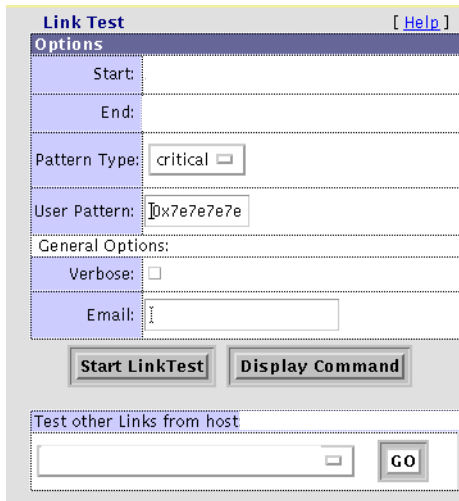 Link Test [ Help ]
Options
Start:
End:
Pattern Type: critical
User Pattern: 0x7e7e7e7e
General Options:
Verbose:
Email:
Start LinkTest Display Command
Test other Links from host
GO